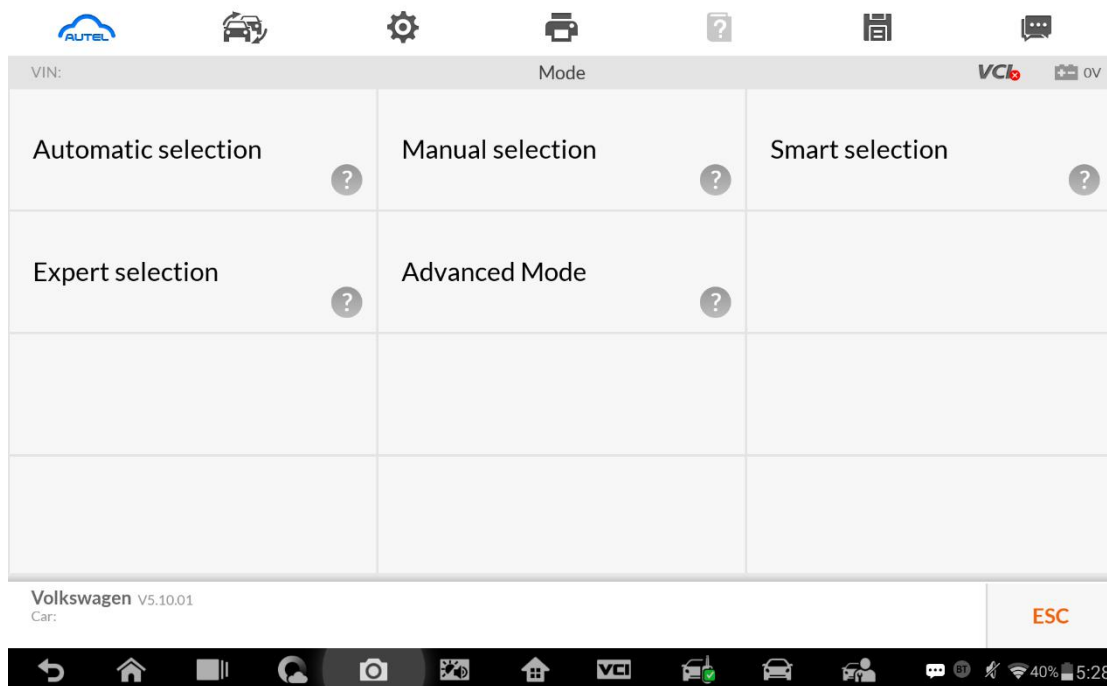 AUTEL
VIN:
Mode
VCI
0V
Automatic selection
?
Manual selection
?
Smart selection
?
Expert selection
?
Advanced Mode
?
Volkswagen V5.10.01
Car:
ESC
VCI
BT
40%
5:28